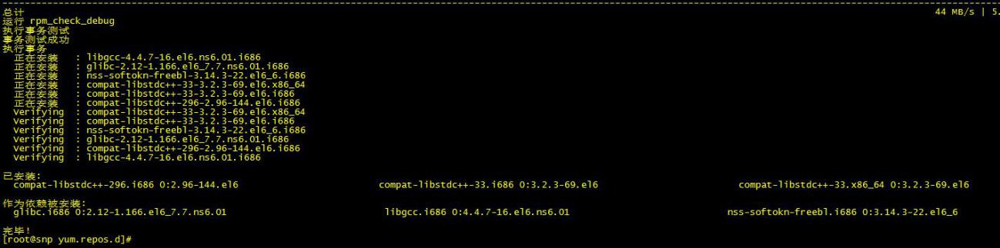 --------------------------------------------------------------------------------
总计 44 MB/s | 5.
运行 rpm_check_debug
执行事务测试
事务测试成功
执行事务
正在安装 : libgcc-4.4.7-16.el6.ns6.01.i686
正在安装 : glibc-2.12-1.166.el6_7.7.ns6.01.i686
正在安装 : nss-softokn-freebl-3.14.3-22.el6_6.i686
正在安装 : compat-libstdc++-33-3.2.3-69.el6.x86_64
正在安装 : compat-libstdc++-33-3.2.3-69.el6.i686
正在安装 : compat-libstdc++-296-2.96-144.el6.i686
Verifying : compat-libstdc++-33-3.2.3-69.el6.x86_64
Verifying : compat-libstdc++-33-3.2.3-69.el6.i686
Verifying : nss-softokn-freebl-3.14.3-22.el6_6.i686
Verifying : glibc-2.12-1.166.el6_7.7.ns6.01.i686
Verifying : compat-libstdc++-296-2.96-144.el6.i686
Verifying : libgcc-4.4.7-16.el6.ns6.01.i686
已安装:
compat-libstdc++-296.i686 0:2.96-144.el6 compat-libstdc++-33.i686 0:3.2.3-69.el6 compat-libstdc++-33.x86_64 0:3.2.3-69.el6
作为依赖被安装:
glibc.i686 0:2.12-1.166.el6_7.7.ns6.01 libgcc.i686 0:4.4.7-16.el6.ns6.01 nss-softokn-freebl.i686 0:3.14.3-22.el6_6
完毕!
[root@snp yum.repos.d]#